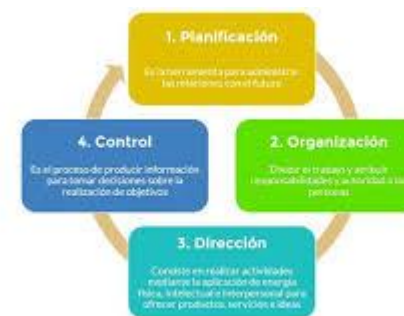 1. Planificación
Es la herramienta para administrar
las relaciones con el futuro
2. Organización
Dividir el trabajo y atribuir
responsabilidades y autoridad a las
personas
3. Dirección
Consiste en realizar actividades
mediante la aplicación de energía
física, intelectual e interpersonal para
ofrecer productos, servicios e ideas
4. Control
Es el proceso de producir información
para tomar decisiones sobre la
realización de objetivos